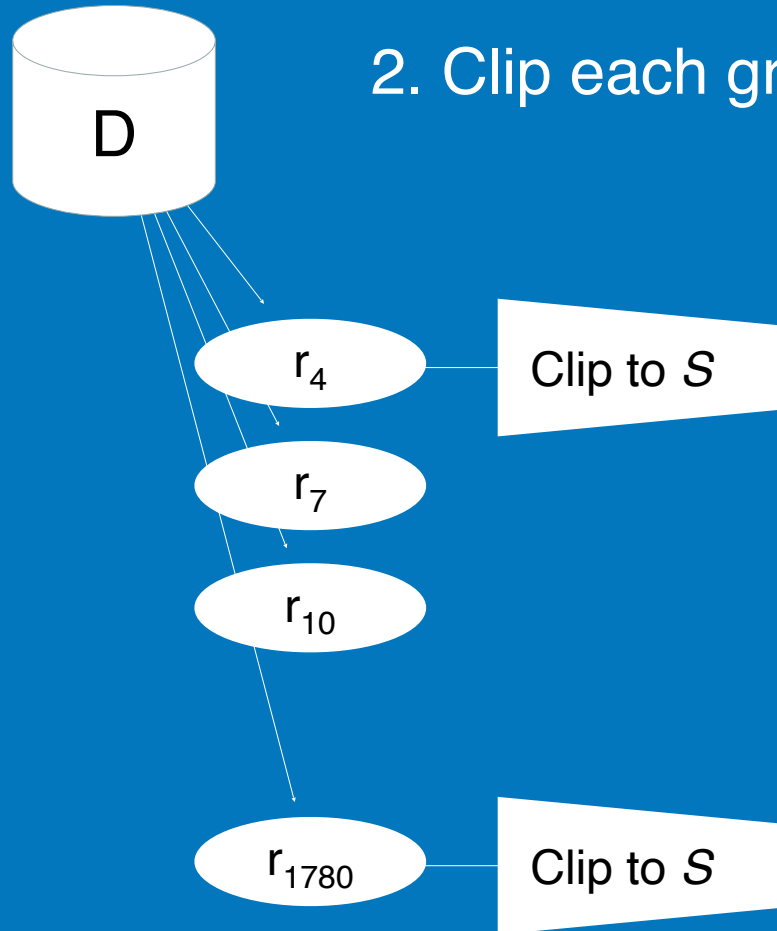 D
2. Clip each gr
r₄
Clip to S
r₇
r₁₀
r₁₇₈₀
Clip to S